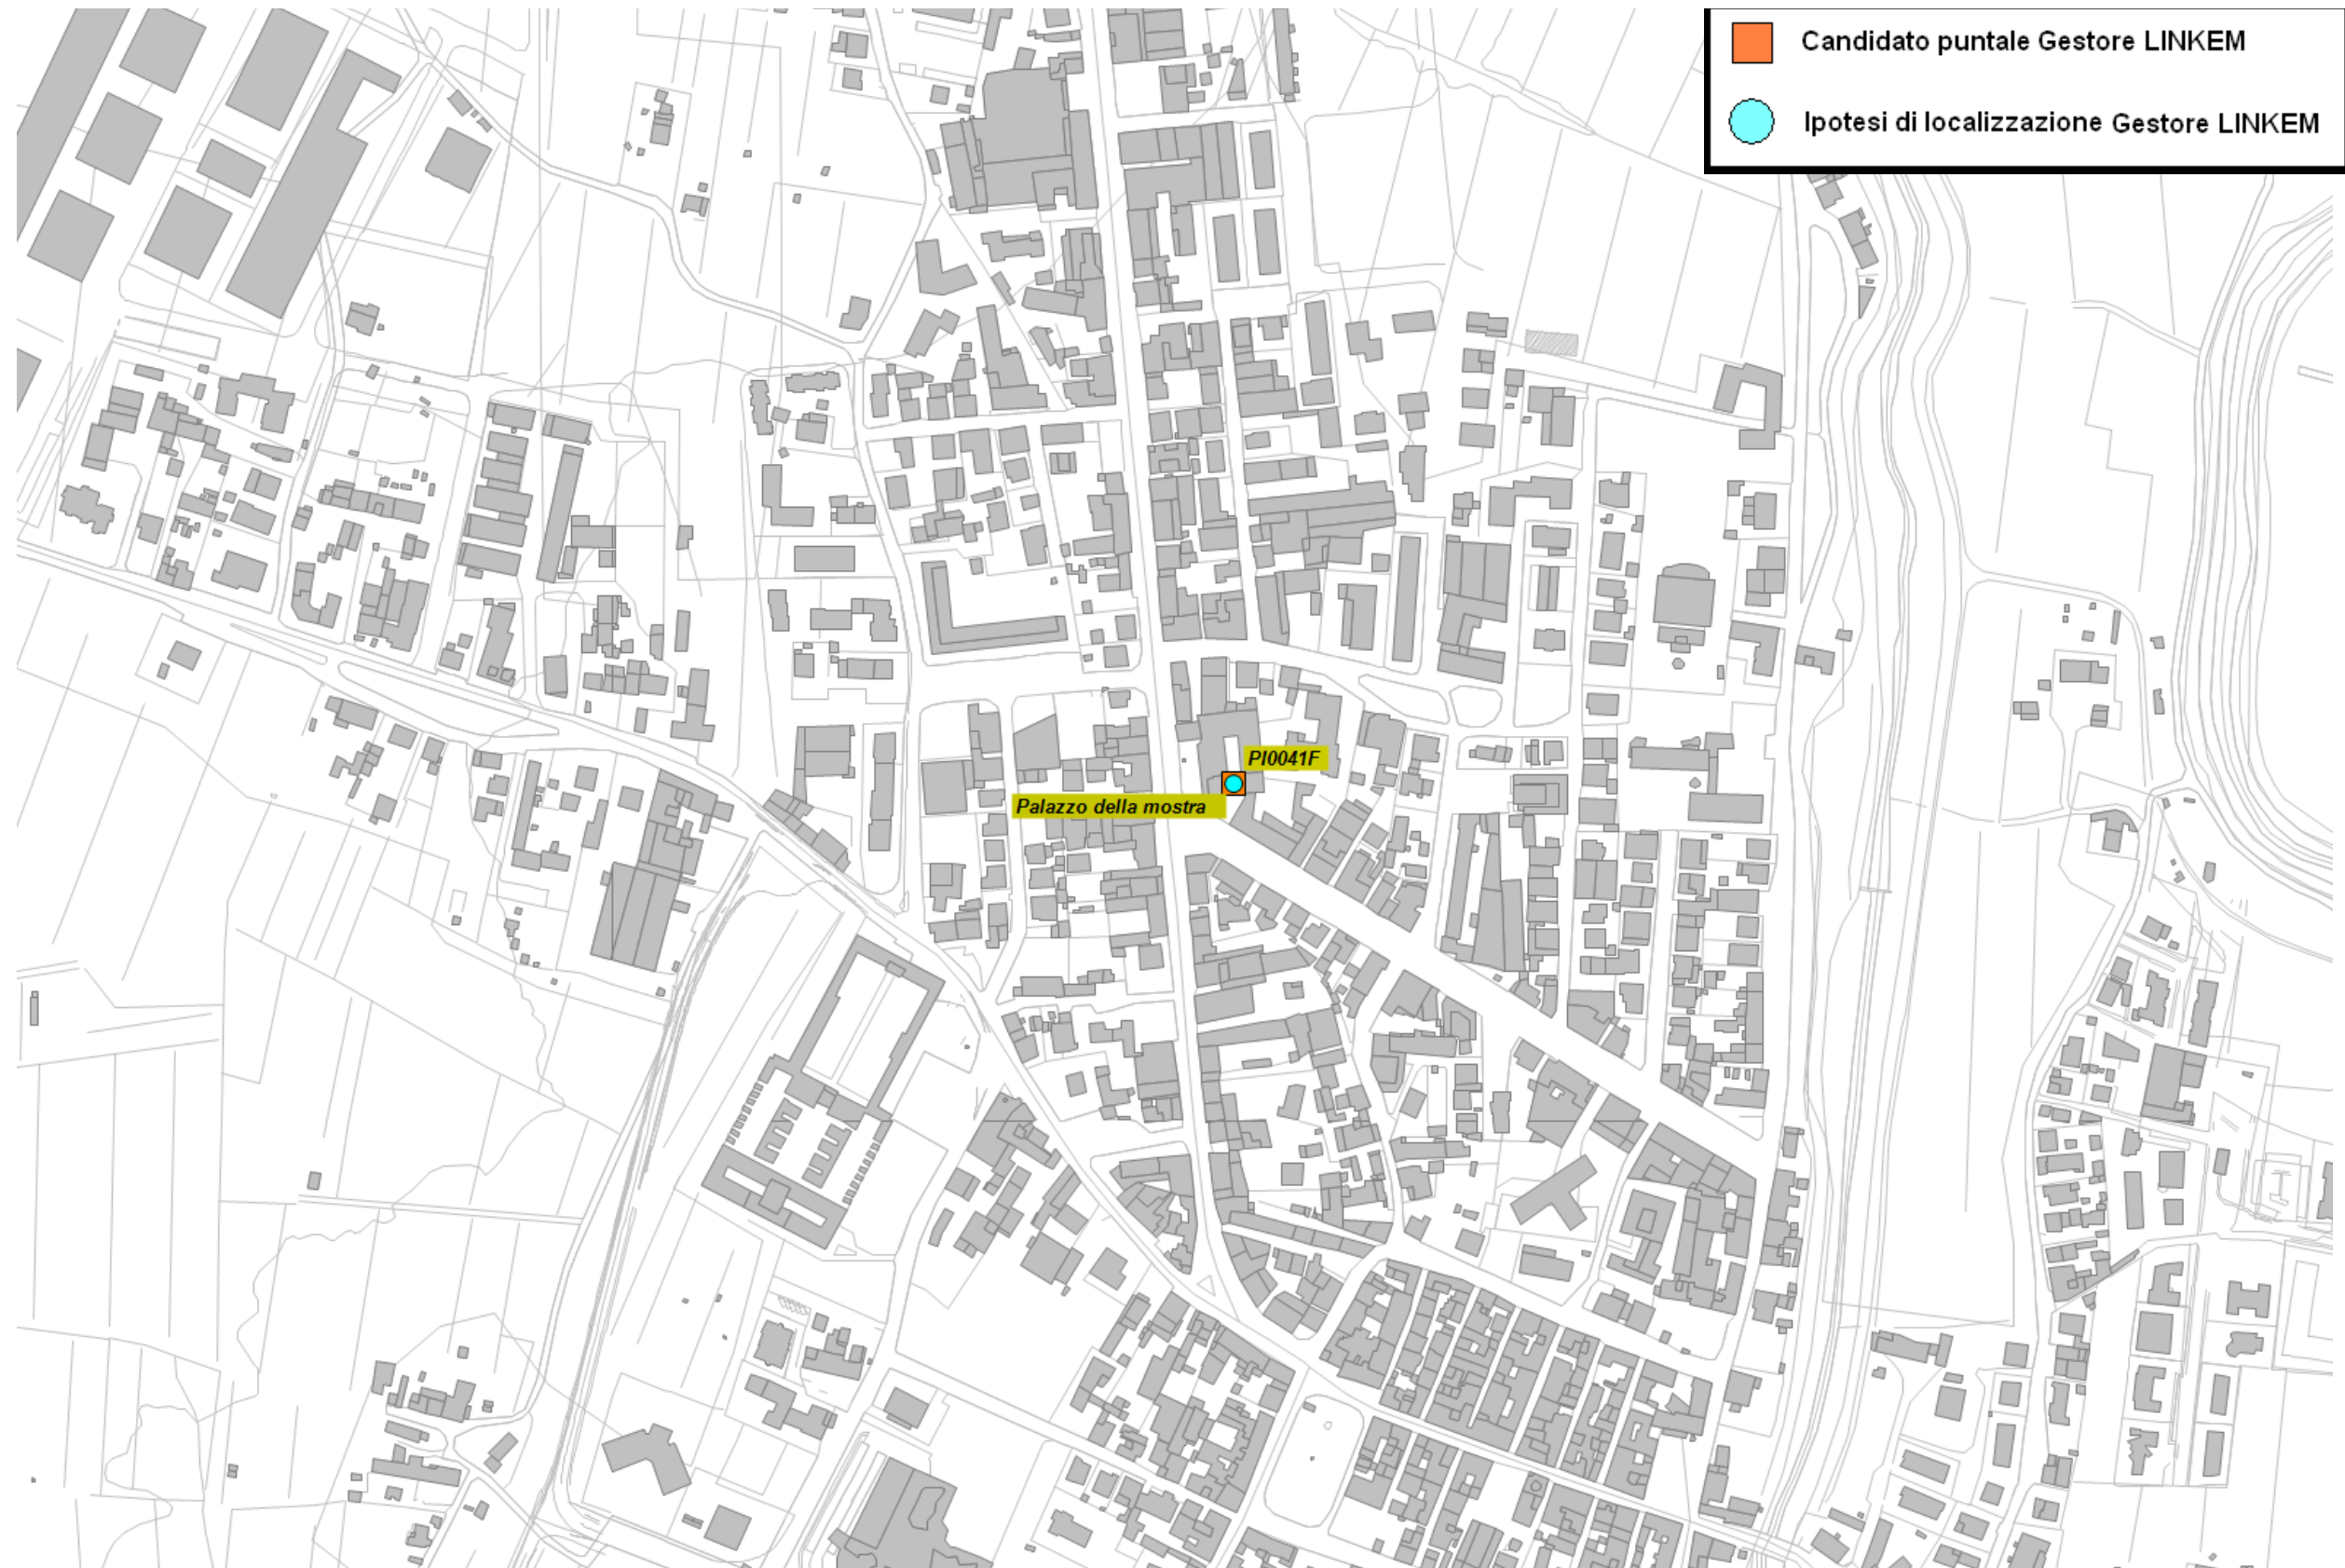 Candidato puntale Gestore LINKEM
Ipotesi di localizzazione Gestore LINKEM
PI0041F
Palazzo della mostra